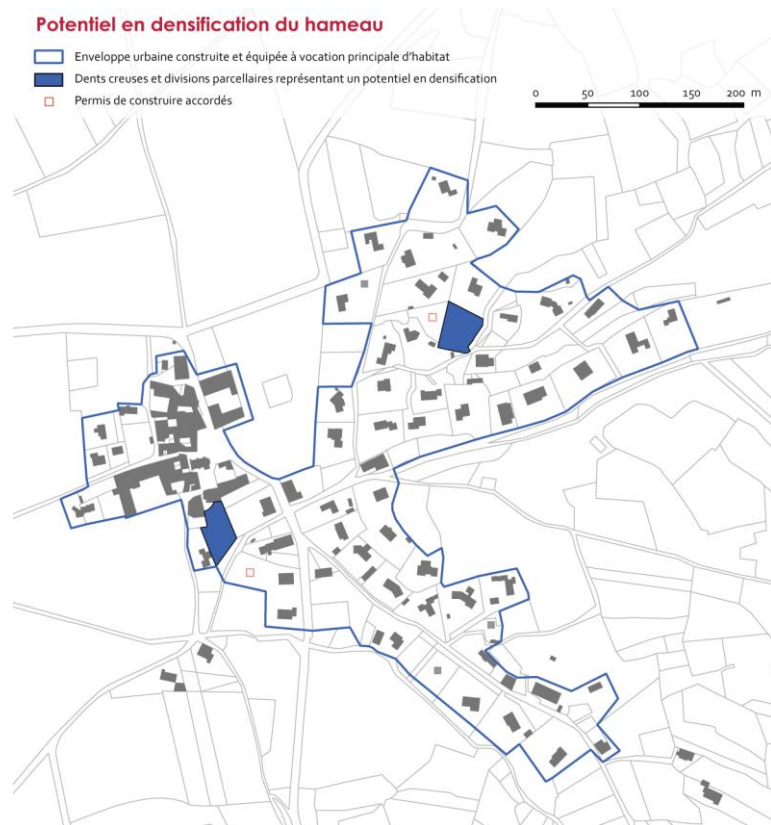 Potentiel en densification du hameau
Enveloppe urbaine construite et équipée à vocation principale d'habitat
Dents creuses et divisions parcellaires représentant un potentiel en densification
Permis de construire accordés
0 50 100 150 200 m